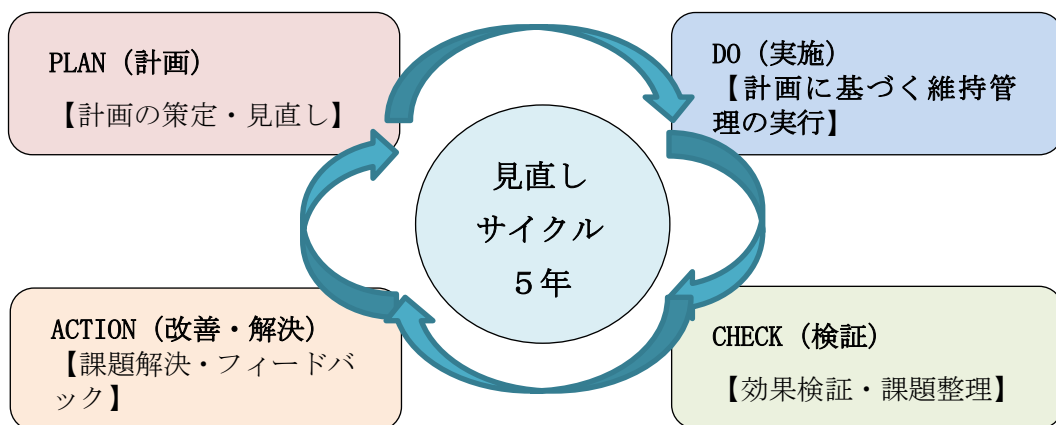 PLAN(計画)
【計画の策定・見直し】
DO(実施)
【計画に基づく維持管
理の実行】
見直し
サイクル
５年
ACTION(改善・解決)
【課題解決・フィードバ
ック】
CHECK(検証)
【効果検証・課題整理】